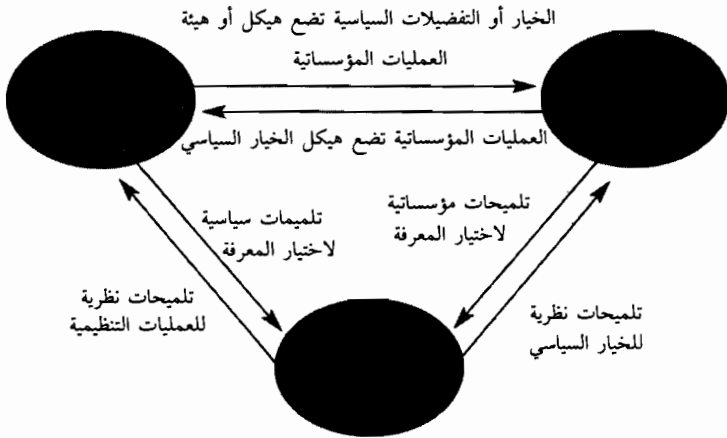 الخيار أو التفضيلات السياسية تضع هيكل أو هيئة
العمليات المؤسساتية
العمليات المؤسساتية تضع هيكل الخيار السياسي
تلميحات مؤسساتية
لاختيار المعرفة
تلميمات سياسية
لاختيار المعرفة
تلميحات نظرية
للخيار السياسي
تلميحات نظرية
للعمليات التنظيمية